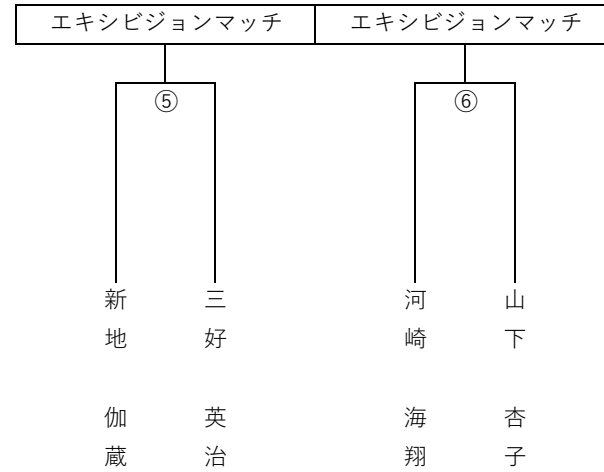 エキシビジョンマッチ
エキシビジョンマッチ
⑤
⑥
新地 伽蔵
三好 英治
河崎 海翔
山下 杏子